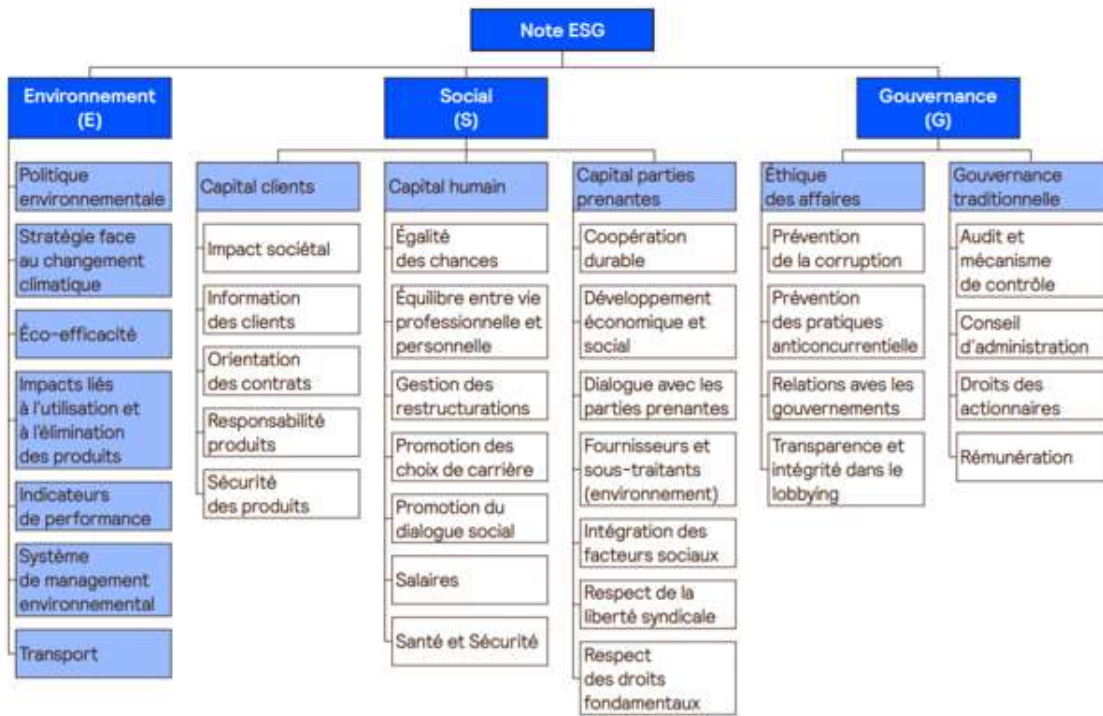 Note ESG
Environnement
(E)
Social
(S)
Gouvernance
(G)
Politique
environnementale
Stratégie face
au changement
climatique
Éco-efficacité
Impacts liés
à l'utilisation et
à l'élimination
des produits
Indicateurs
de performance
Système
de management
environnemental
Transport
Capital clients
Impact sociétal
Information
des clients
Orientation
des contrats
Responsabilité
produits
Sécurité
des produits
Capital humain
Égalité
des chances
Équilibre entre vie
professionnelle et
personnelle
Gestion des
restructurations
Promotion des
choix de carrière
Promotion du
dialogue social
Salaires
Santé et Sécurité
Capital parties
prenantes
Coopération
durable
Développement
économique et
social
Dialogue avec les
parties prenantes
Fournisseurs et
sous-traitants
(environnement)
Intégration des
facteurs sociaux
Respect de la
liberté syndicale
Respect
des droits
fondamentaux
Éthique
des affaires
Prévention
de la corruption
Prévention
des pratiques
anticoncurrentielle
Relations aves les
gouvernements
Transparence et
intégrité dans le
lobbying
Gouvernance
traditionnelle
Audit et
mécanisme
de contrôle
Conseil
d'administration
Droits des
actionnaires
Rémunération